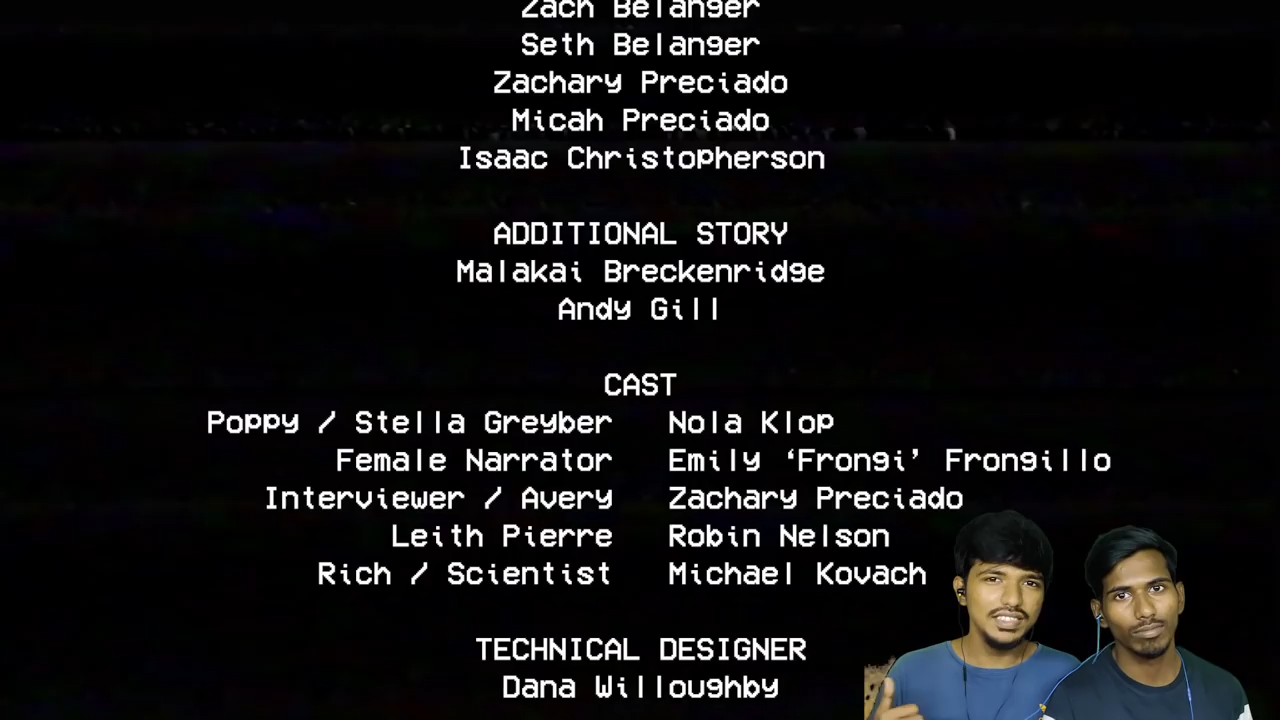 Zach Belanger
Seth Belanger
Zachary Preciado
Micah Preciado
Isaac Christopherson
ADDITIONAL STORY
Malakai Breckenridge
Andy Gill
CAST
Poppy / Stella Greyber Nola Klop
Female Narrator Emily ‘Frongi’ Frongillo
Interviewer / Avery Zachary Preciado
Leith Pierre Robin Nelson
Rich / Scientist Michael Kovach
TECHNICAL DESIGNER
Dana Willoughby